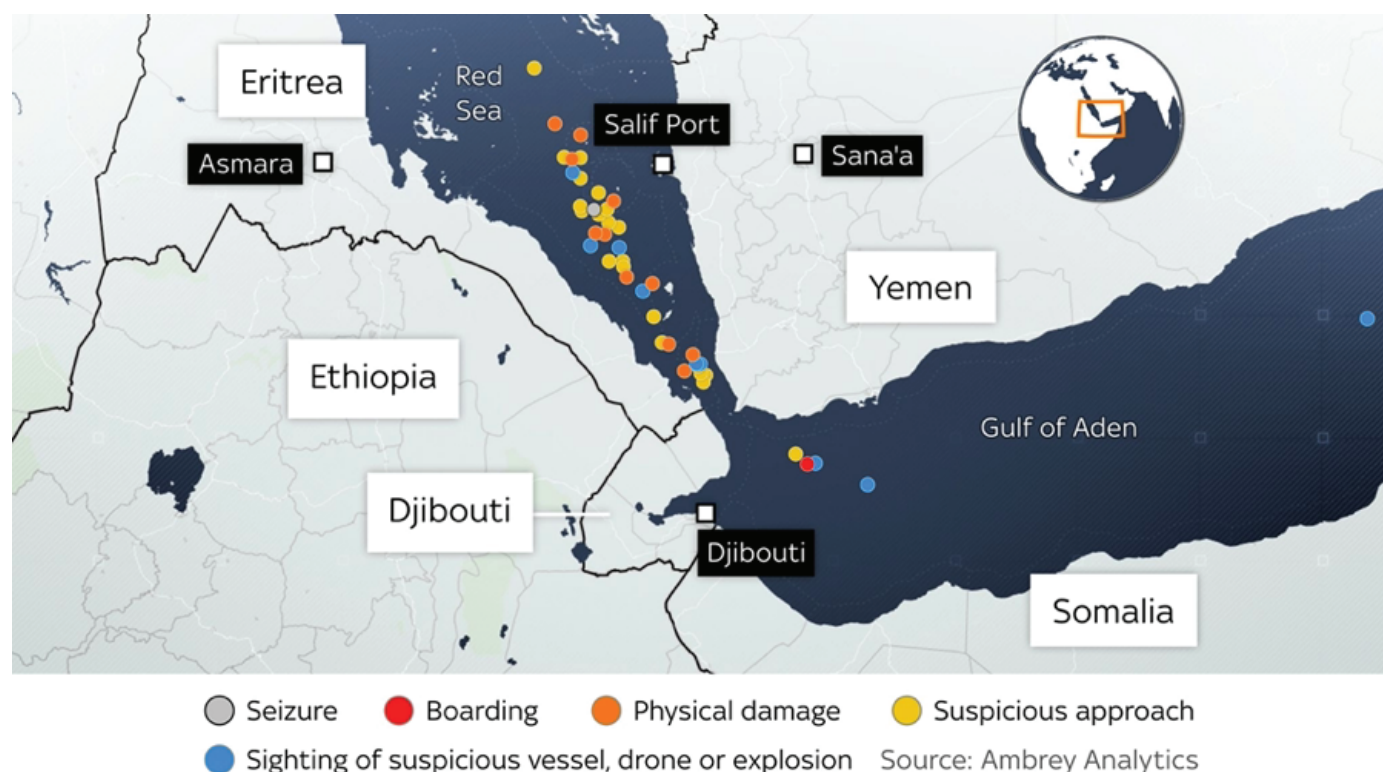 Eritrea
Red
Sea
Salif Port
Asmara
Sana'a
Yemen
Ethiopia
Gulf of Aden
Djibouti
Djibouti
Somalia
Seizure
Boarding
Physical damage
Suspicious approach
Sighting of suspicious vessel, drone or explosion
Source: Ambrey Analytics